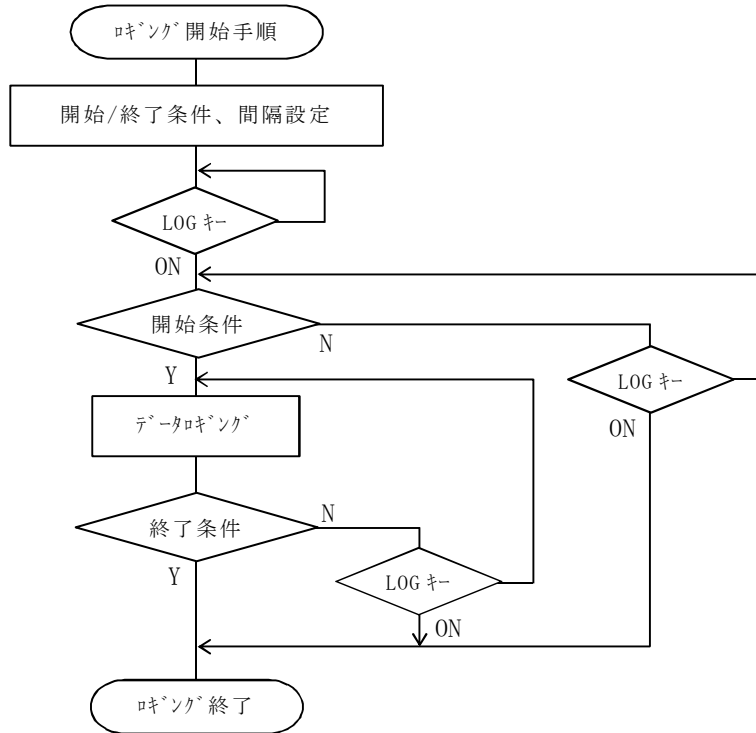 ﾛｷﾞﾝｸﾞ開始手順
開始/終了条件、間隔設定
LOG ｷｰ
ON
開始条件
N
Y
LOG ｷｰ
ON
ﾃﾞｰﾀﾛｷﾞﾝｸﾞ
終了条件
N
Y
LOG ｷｰ
ON
ﾛｷﾞﾝｸﾞ終了